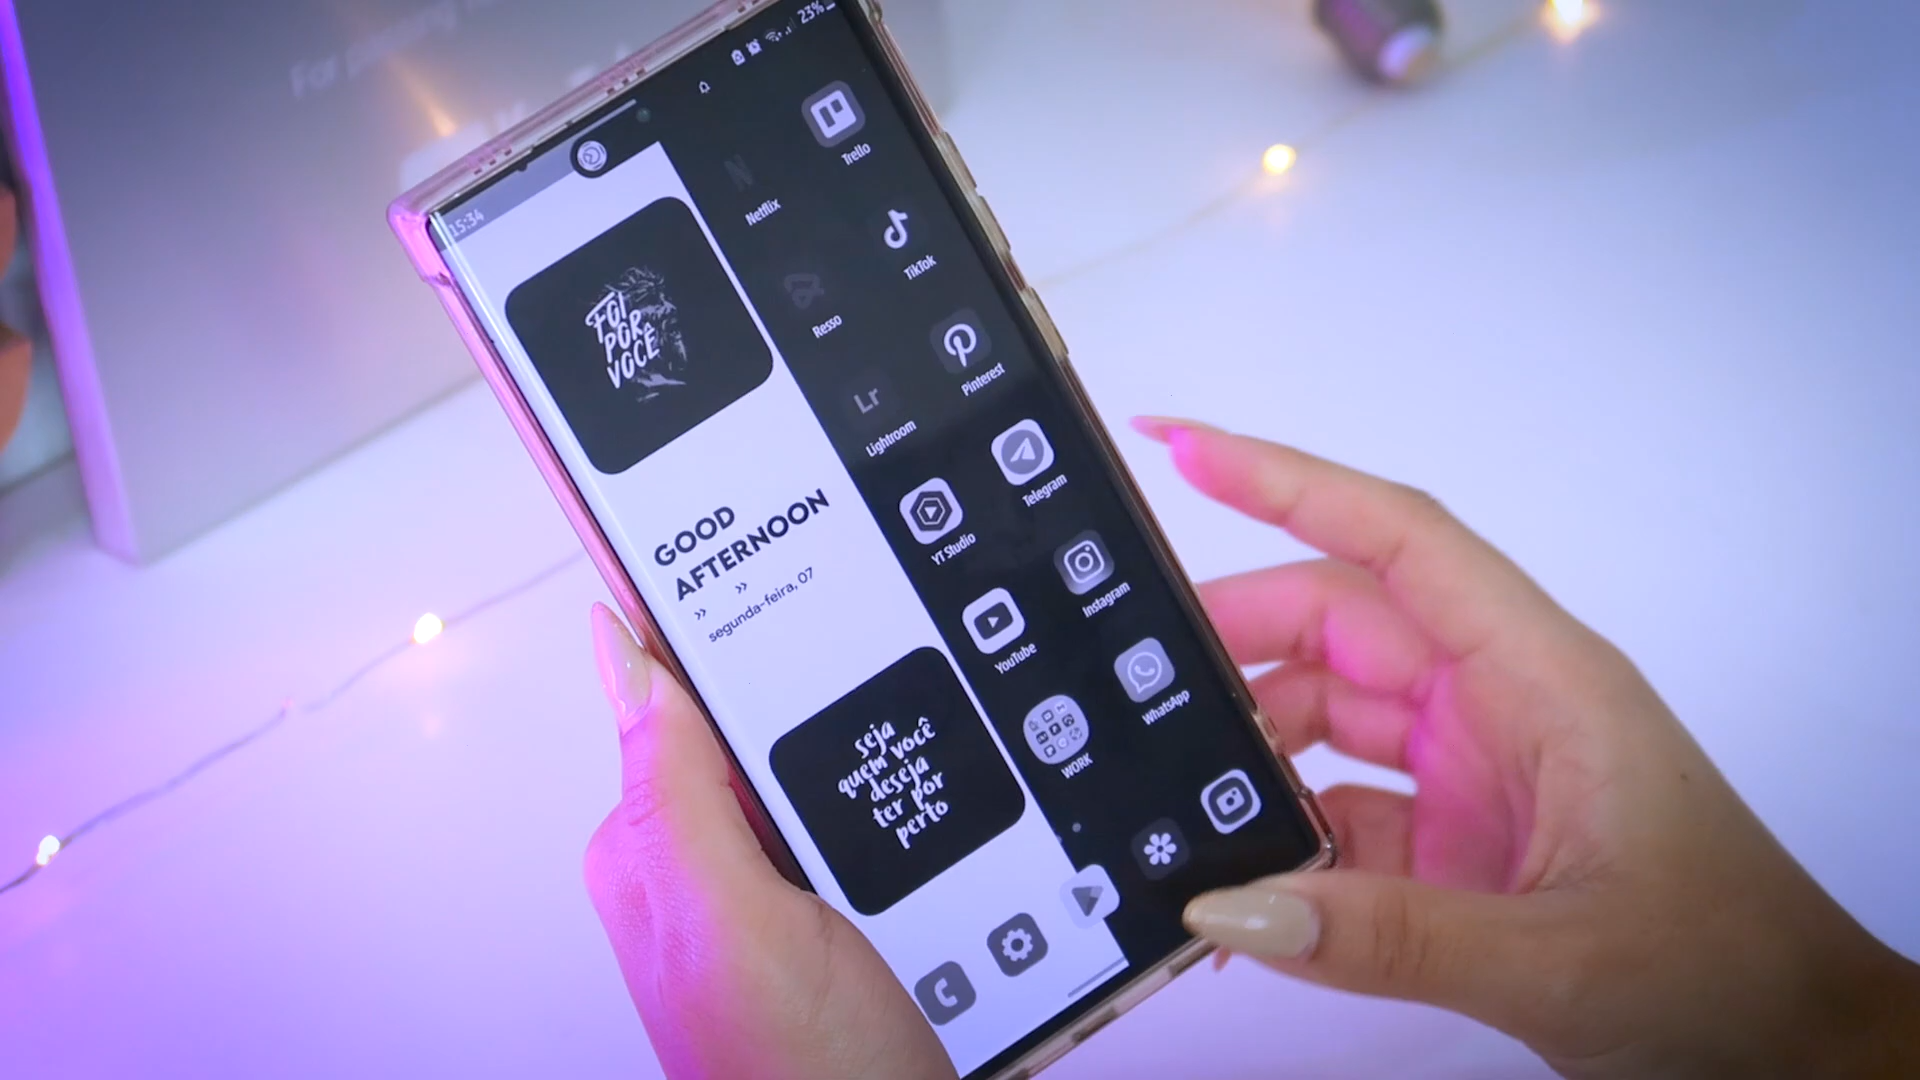 For
15:34
23%
FOI
POR
VOCÊ
GOOD
AFTERNOON
>> >>
segunda-feira, 07
seja
quem você
deseja
ter por
perto
N
Netflix
Trello
Resso
TikTok
Lr
Lightroom
Pinterest
YT Studio
Telegram
YouTube
Instagram
WORK
WhatsApp